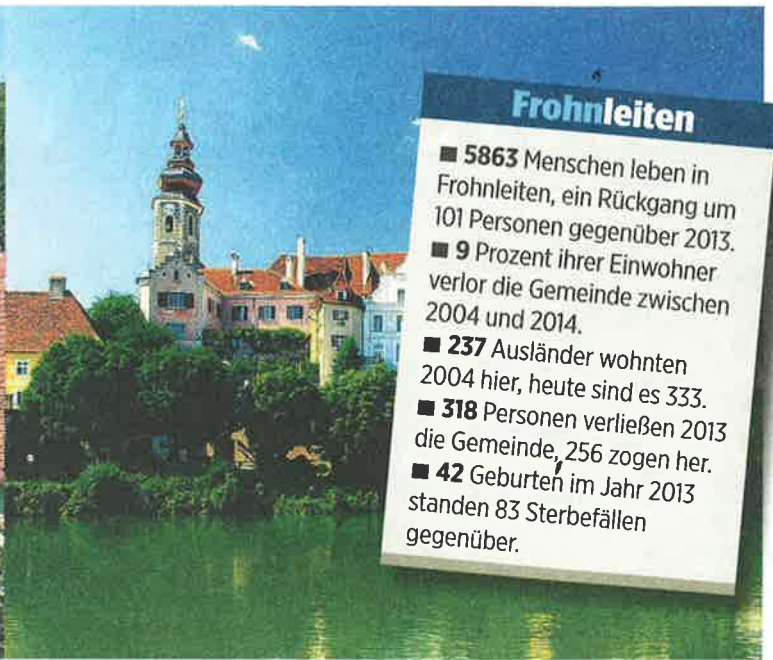 Frohnleiten
■ 5863 Menschen leben in
Frohnleiten, ein Rückgang um
101 Personen gegenüber 2013.
■ 9 Prozent ihrer Einwohner
verlor die Gemeinde zwischen
2004 und 2014.
■ 237 Ausländer wohnten
2004 hier, heute sind es 333.
■ 318 Personen verließen 2013
die Gemeinde, 256 zogen her.
■ 42 Geburten im Jahr 2013
standen 83 Sterbefällen
gegenüber.